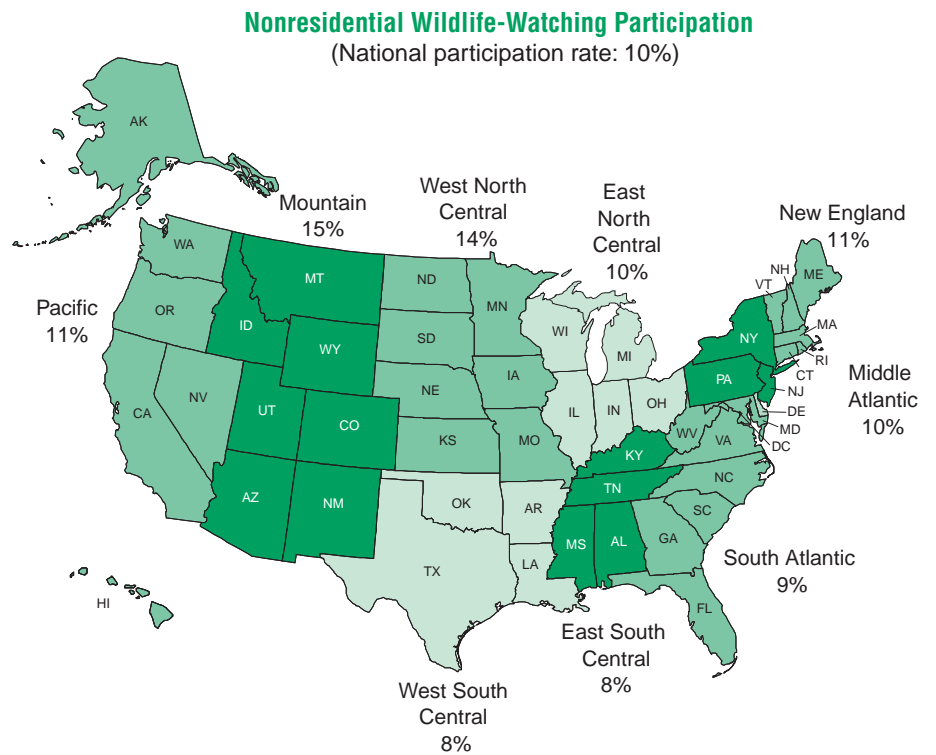 Nonresidential Wildlife-Watching Participation
(National participation rate: 10%)
AK
Mountain
15%
West North
Central
14%
East
North
Central
10%
New England
11%
Pacific
11%
WA
OR
CA
NV
ID
MT
WY
UT
CO
AZ
NM
ND
SD
NE
KS
MN
IA
MO
WI
MI
IL
IN
OH
OK
AR
TX
LA
KY
TN
MS
AL
NY
PA
NJ
VT
NH
ME
MA
RI
CT
DE
MD
DC
WV
VA
NC
SC
GA
FL
HI
Middle
Atlantic
10%
South Atlantic
9%
East South
Central
8%
West South
Central
8%